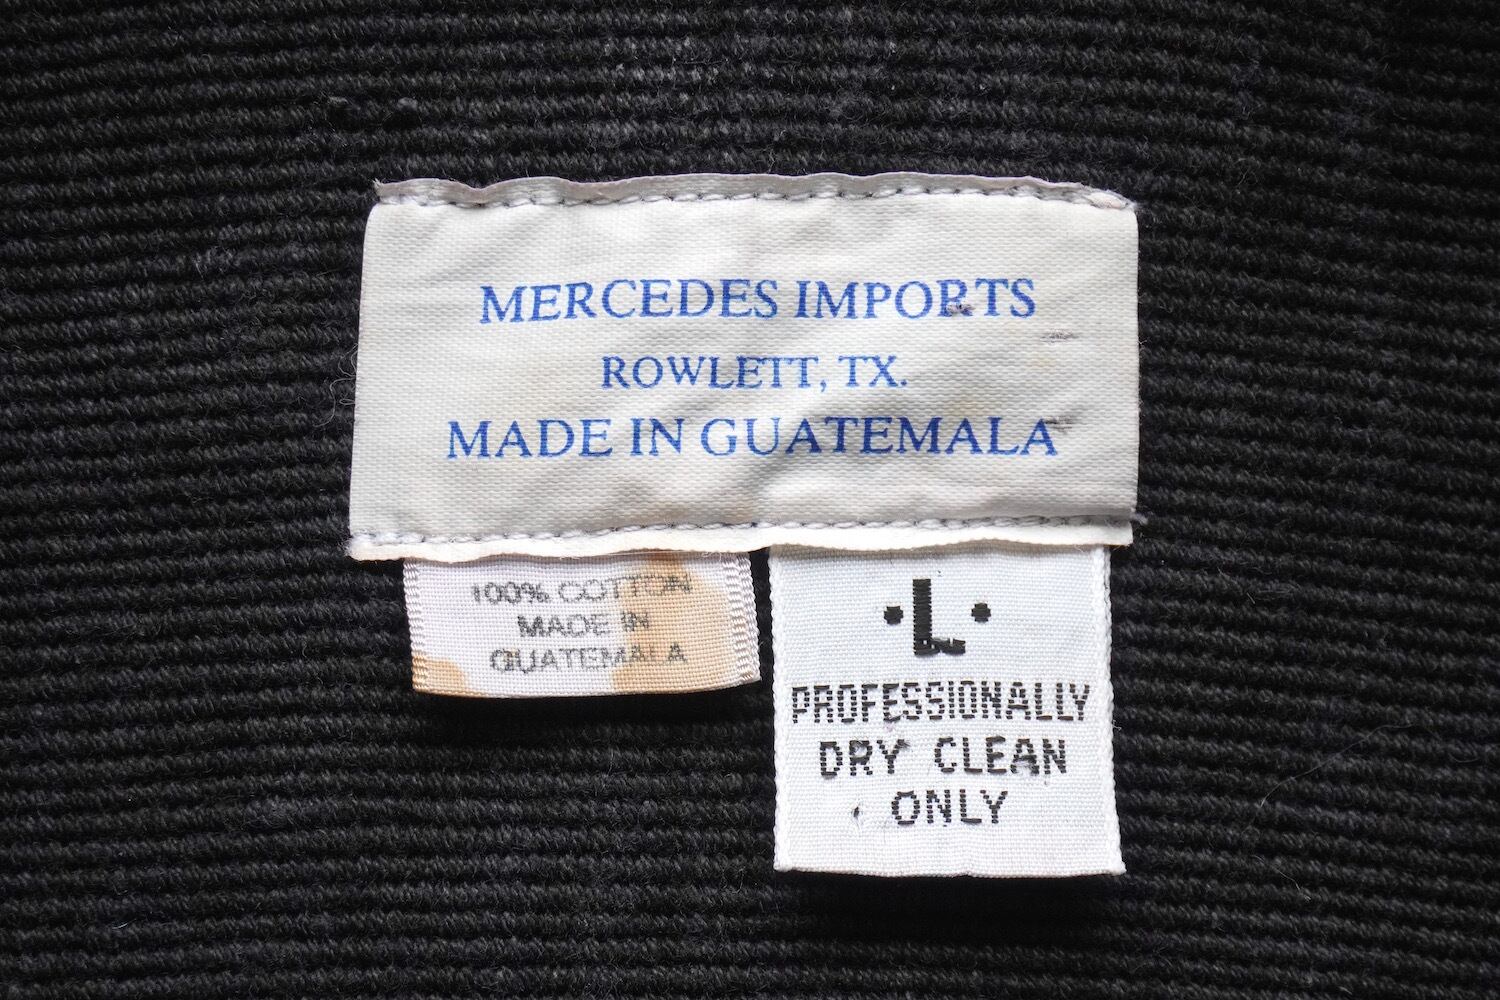 MERCEDES IMPORTS
ROWLETT, TX.
MADE IN GUATEMALA
100% COTTON
MADE IN
GUATEMALA
·L·
PROFESSIONALLY
DRY CLEAN
ONLY